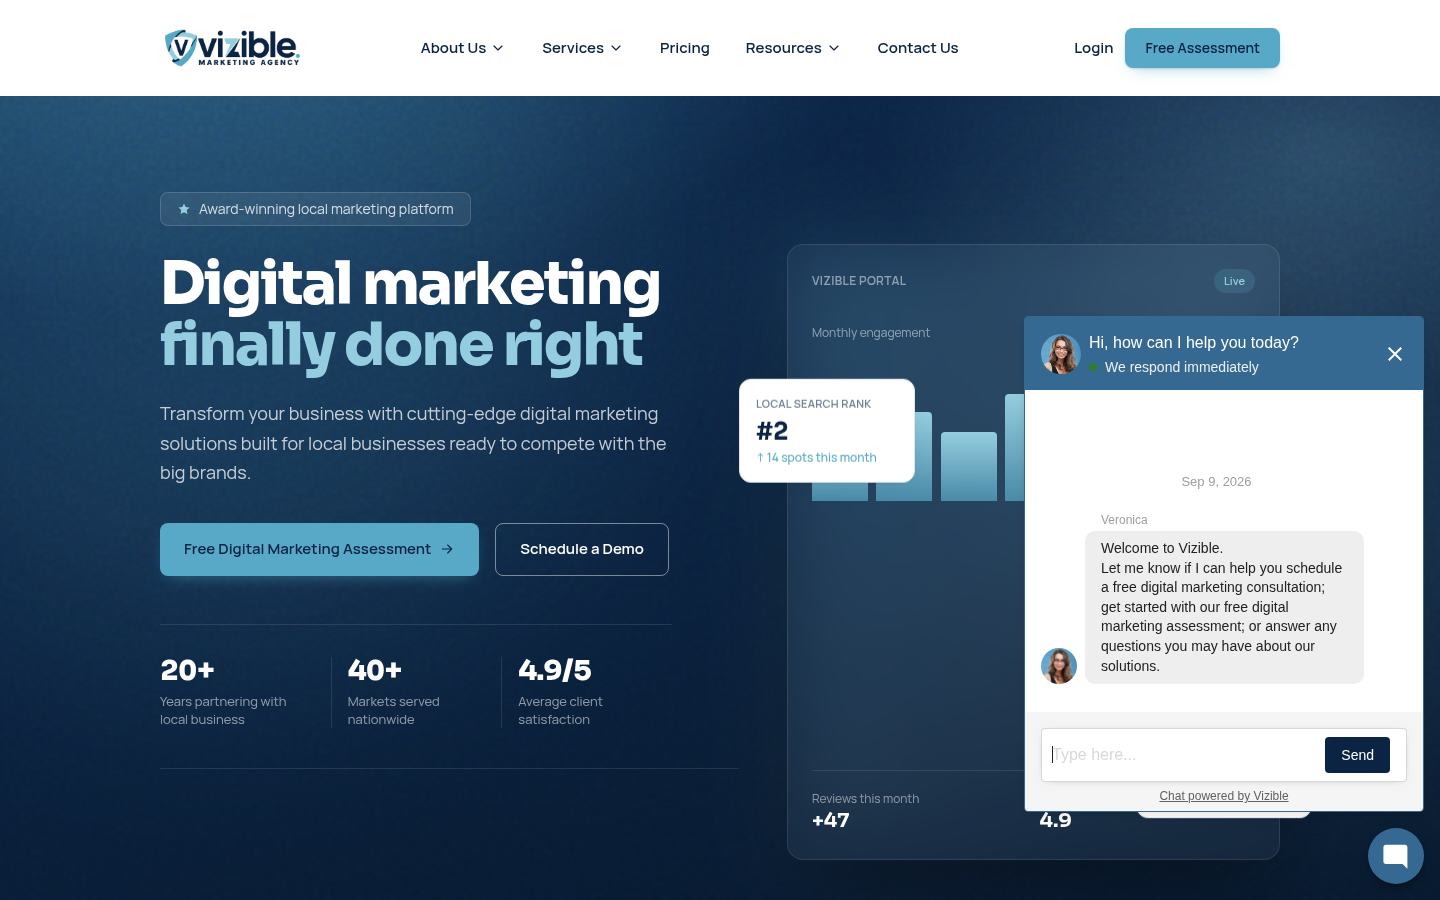 vizible.
MARKETING AGENCY
About Us
Services
Pricing
Resources
Contact Us
Login
Free Assessment
Award-winning local marketing platform
Digital marketing
finally done right
Transform your business with cutting-edge digital marketing
solutions built for local businesses ready to compete with the
big brands.
Free Digital Marketing Assessment
Schedule a Demo
20+
Years partnering with
local business
40+
Markets served
nationwide
4.9/5
Average client
satisfaction
VIZIBLE PORTAL
Live
Monthly engagement
LOCAL SEARCH RANK
#2
↑ 14 spots this month
Reviews this month
+47
4.9
Hi, how can I help you today?
We respond immediately
Sep 9, 2026
Veronica
Welcome to Vizible.
Let me know if I can help you schedule
a free digital marketing consultation;
get started with our free digital
marketing assessment; or answer any
questions you may have about our
solutions.
Type here...
Send
Chat powered by Vizible